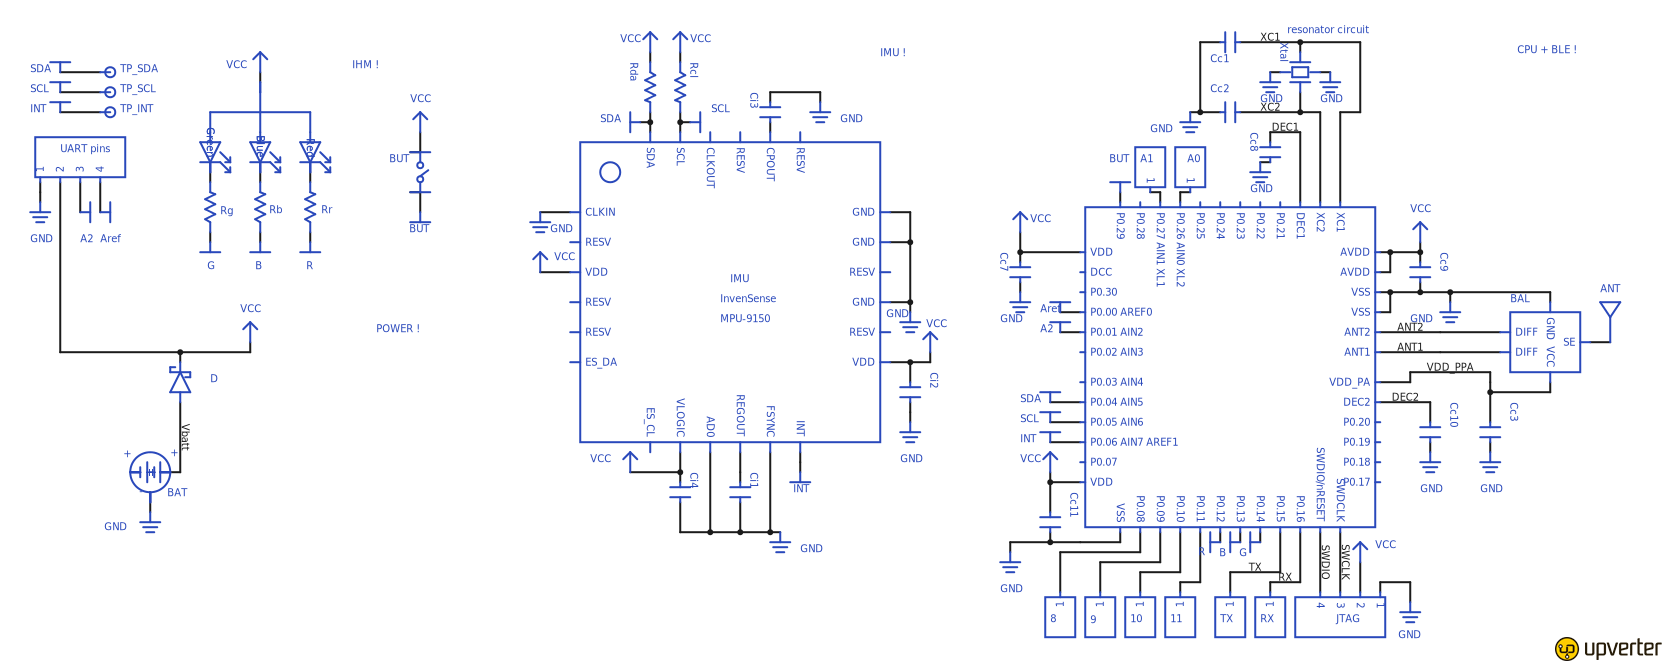 SDA
TP_SDA
SCL
TP_SCL
INT
TP_INT
VCC
IHM !
UART pins
1 2 3 4
GND
A2 Aref
Green
Blue
Red
Rg
Rb
Rr
G
B
R
VCC
BUT
BUT
VCC
POWER !
D
Vbatt
+ +
BAT
GND
VCC
VCC
IMU !
Rda
Rcl
SDA
SCL
Ci3
GND
SDA
SCL
CLKOUT
RESV
CPOUT
RESV
CLKIN
GND
RESV
VCC
VDD
RESV
RESV
ES_DA
IMU
InvenSense
MPU-9150
GND
GND
RESV
GND
GND
RESV
VCC
VDD
Ci2
GND
ES_CL
VLOGIC
AD0
REGOUT
FSYNC
INT
VCC
Ci4
Ci1
INT
GND
resonator circuit
CPU + BLE !
XC1
Xtal
Cc1
Cc2
GND
GND
XC2
GND
DEC1
Cc8
GND
BUT
A1
1
A0
1
P0.29
P0.28
P0.27 AIN1 XL1
P0.26 AIN0 XL2
P0.25
P0.24
P0.23
P0.22
P0.21
DEC1
XC2
XC1
VCC
VDD
Cc7
DCC
P0.30
GND
Aref
P0.00 AREF0
A2
P0.01 AIN2
P0.02 AIN3
P0.03 AIN4
SDA
P0.04 AIN5
SCL
P0.05 AIN6
INT
P0.06 AIN7 AREF1
VCC
P0.07
VDD
Cc11
GND
VCC
AVDD
Cc9
AVDD
VSS
VSS
GND
ANT2
ANT2
ANT1
ANT1
VDD_PA
VDD_PPA
DEC2
DEC2
Cc10
Cc3
P0.20
P0.19
P0.18
P0.17
GND
GND
BAL
GND
VCC
DIFF
DIFF
SE
ANT
VSS
P0.08
P0.09
P0.10
P0.11
P0.12
P0.13
P0.14
P0.15
P0.16
SWDIO/nRESET
SWDCLK
R
B
G
TX
RX
SWDIO
SWCLK
VCC
1
8
1
9
1
10
1
11
1
TX
1
RX
4 3 2 1
JTAG
GND
upverter